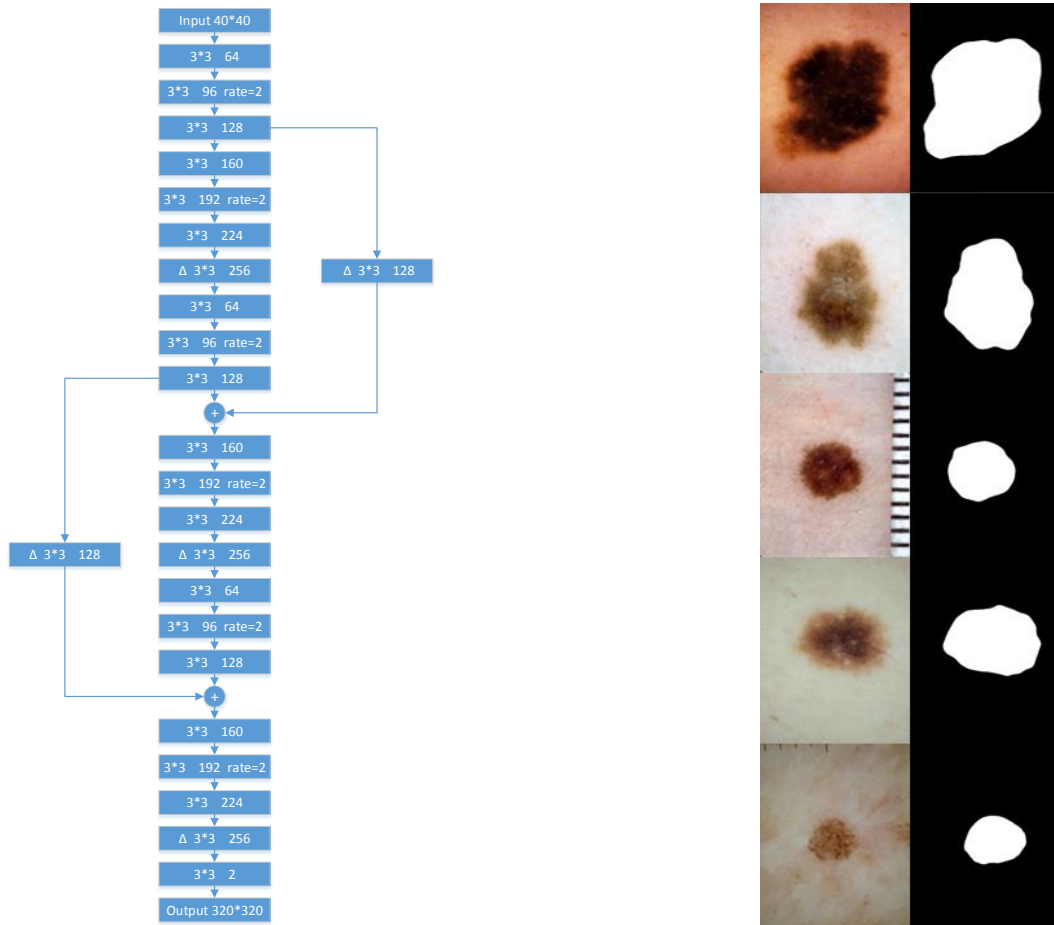 Input 40*40
3*3 64
3*3 96 rate=2
3*3 128
3*3 160
3*3 192 rate=2
3*3 224
Δ 3*3 256
Δ 3*3 128
3*3 64
3*3 96 rate=2
3*3 128
+
3*3 160
3*3 192 rate=2
3*3 224
Δ 3*3 128
Δ 3*3 256
3*3 64
3*3 96 rate=2
3*3 128
+
3*3 160
3*3 192 rate=2
3*3 224
Δ 3*3 256
3*3 2
Output 320*320